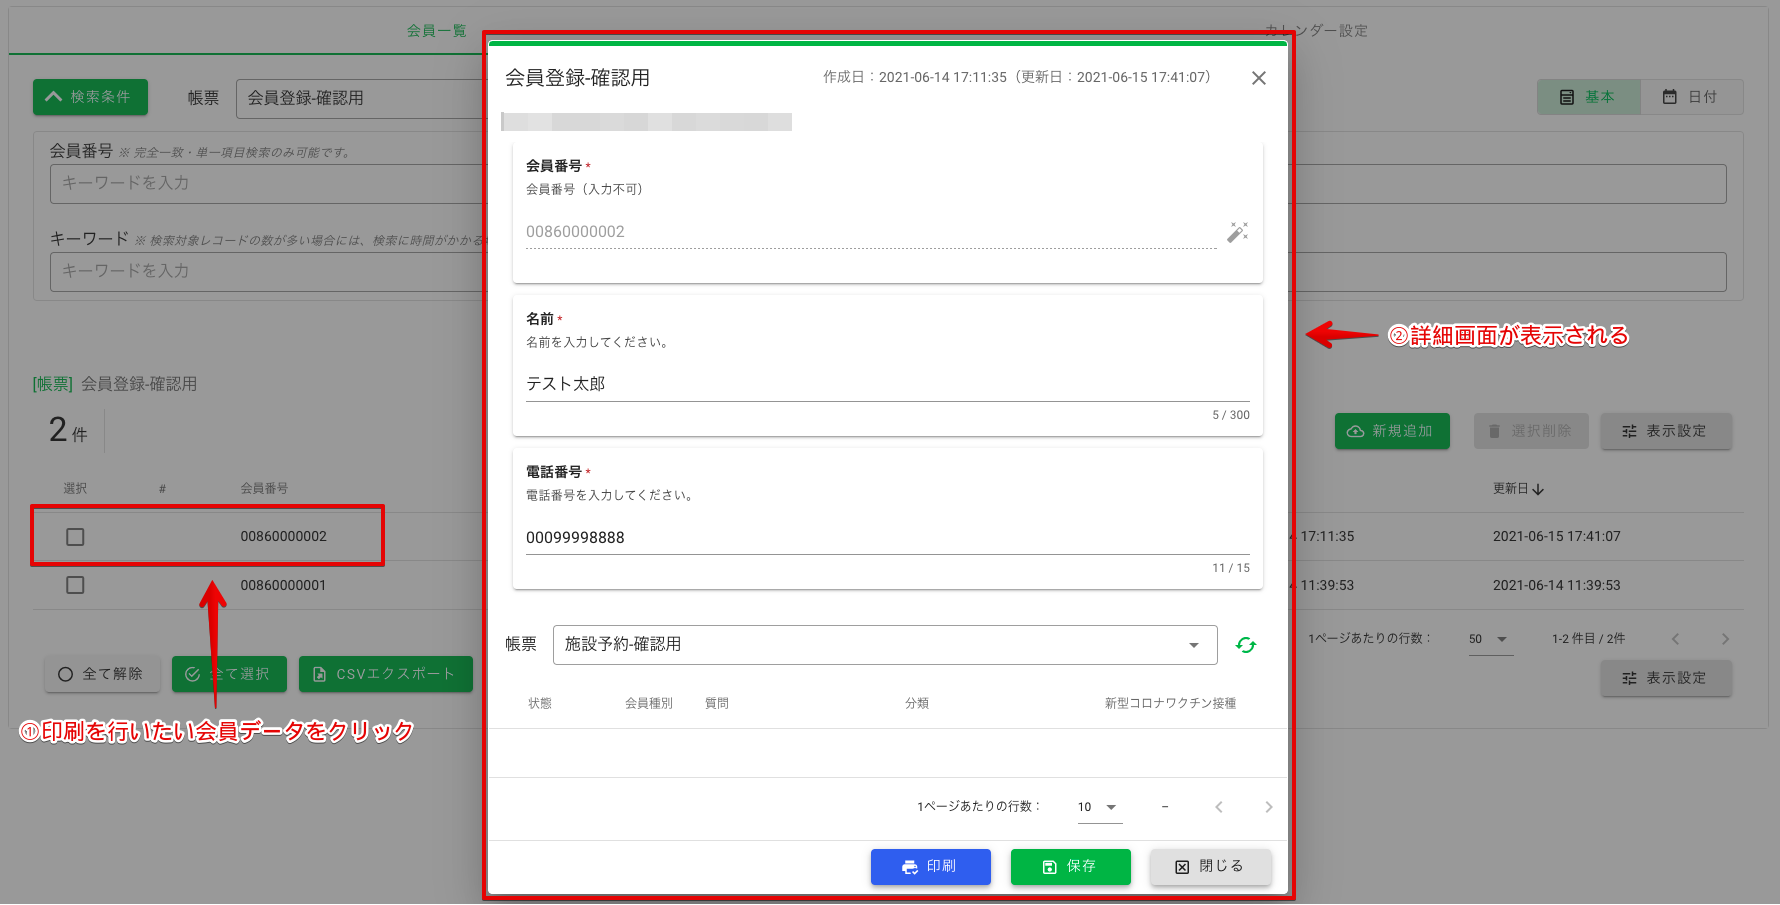 会員一覧
カレンダー設定
検索条件
帳票
会員登録-確認用
基本
日付
会員番号 ※ 完全一致・単一項目検索のみ可能です。
キーワードを入力
キーワード ※ 検索対象レコードの数が多い場合には、検索に時間がかかる
キーワードを入力
[帳票] 会員登録-確認用
2 件
新規追加
選択削除
表示設定
選択 # 会員番号
更新日
00860000002
17:11:35
2021-06-15 17:41:07
00860000001
11:39:53
2021-06-14 11:39:53
1ページあたりの行数： 50 1-2 件目 / 2件
全て解除
全て選択
CSVエクスポート
表示設定
①印刷を行いたい会員データをクリック
会員登録-確認用
作成日：2021-06-14 17:11:35（更新日：2021-06-15 17:41:07）
会員番号 *
会員番号（入力不可）
00860000002
名前 *
名前を入力してください。
テスト太郎
5 / 300
電話番号 *
電話番号を入力してください。
00099998888
11 / 15
帳票
施設予約-確認用
状態 会員種別 質問 分類 新型コロナワクチン接種
1ページあたりの行数： 10 –
印刷
保存
閉じる
②詳細画面が表示される